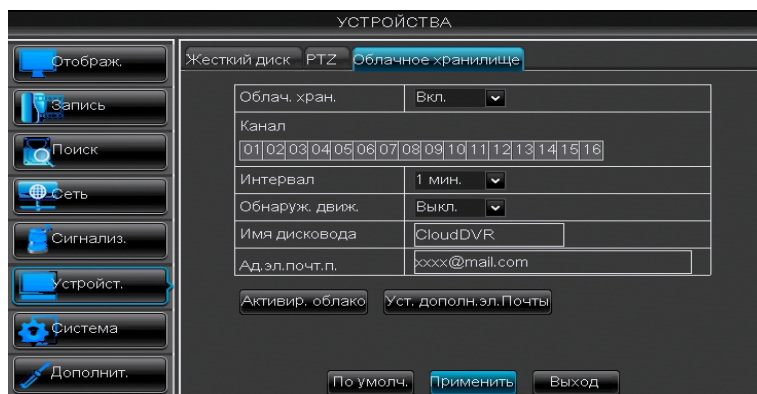 УСТРОЙСТВА
Отображ.
Запись
Поиск
Сеть
Сигнализ.
Устройст.
Система
Дополнит.
Жесткий диск PTZ Облачное хранилище
Облач. хран. Вкл.
Канал
01 02 03 04 05 06 07 08 09 10 11 12 13 14 15 16
Интервал 1 мин.
Обнаруж. движ. Выкл.
Имя дисковода CloudDVR
Ад.эл.почт.п. xxxx@mail.com
Активир. облако Уст. дополн.эл.Почты
По умолч. Применить Выход